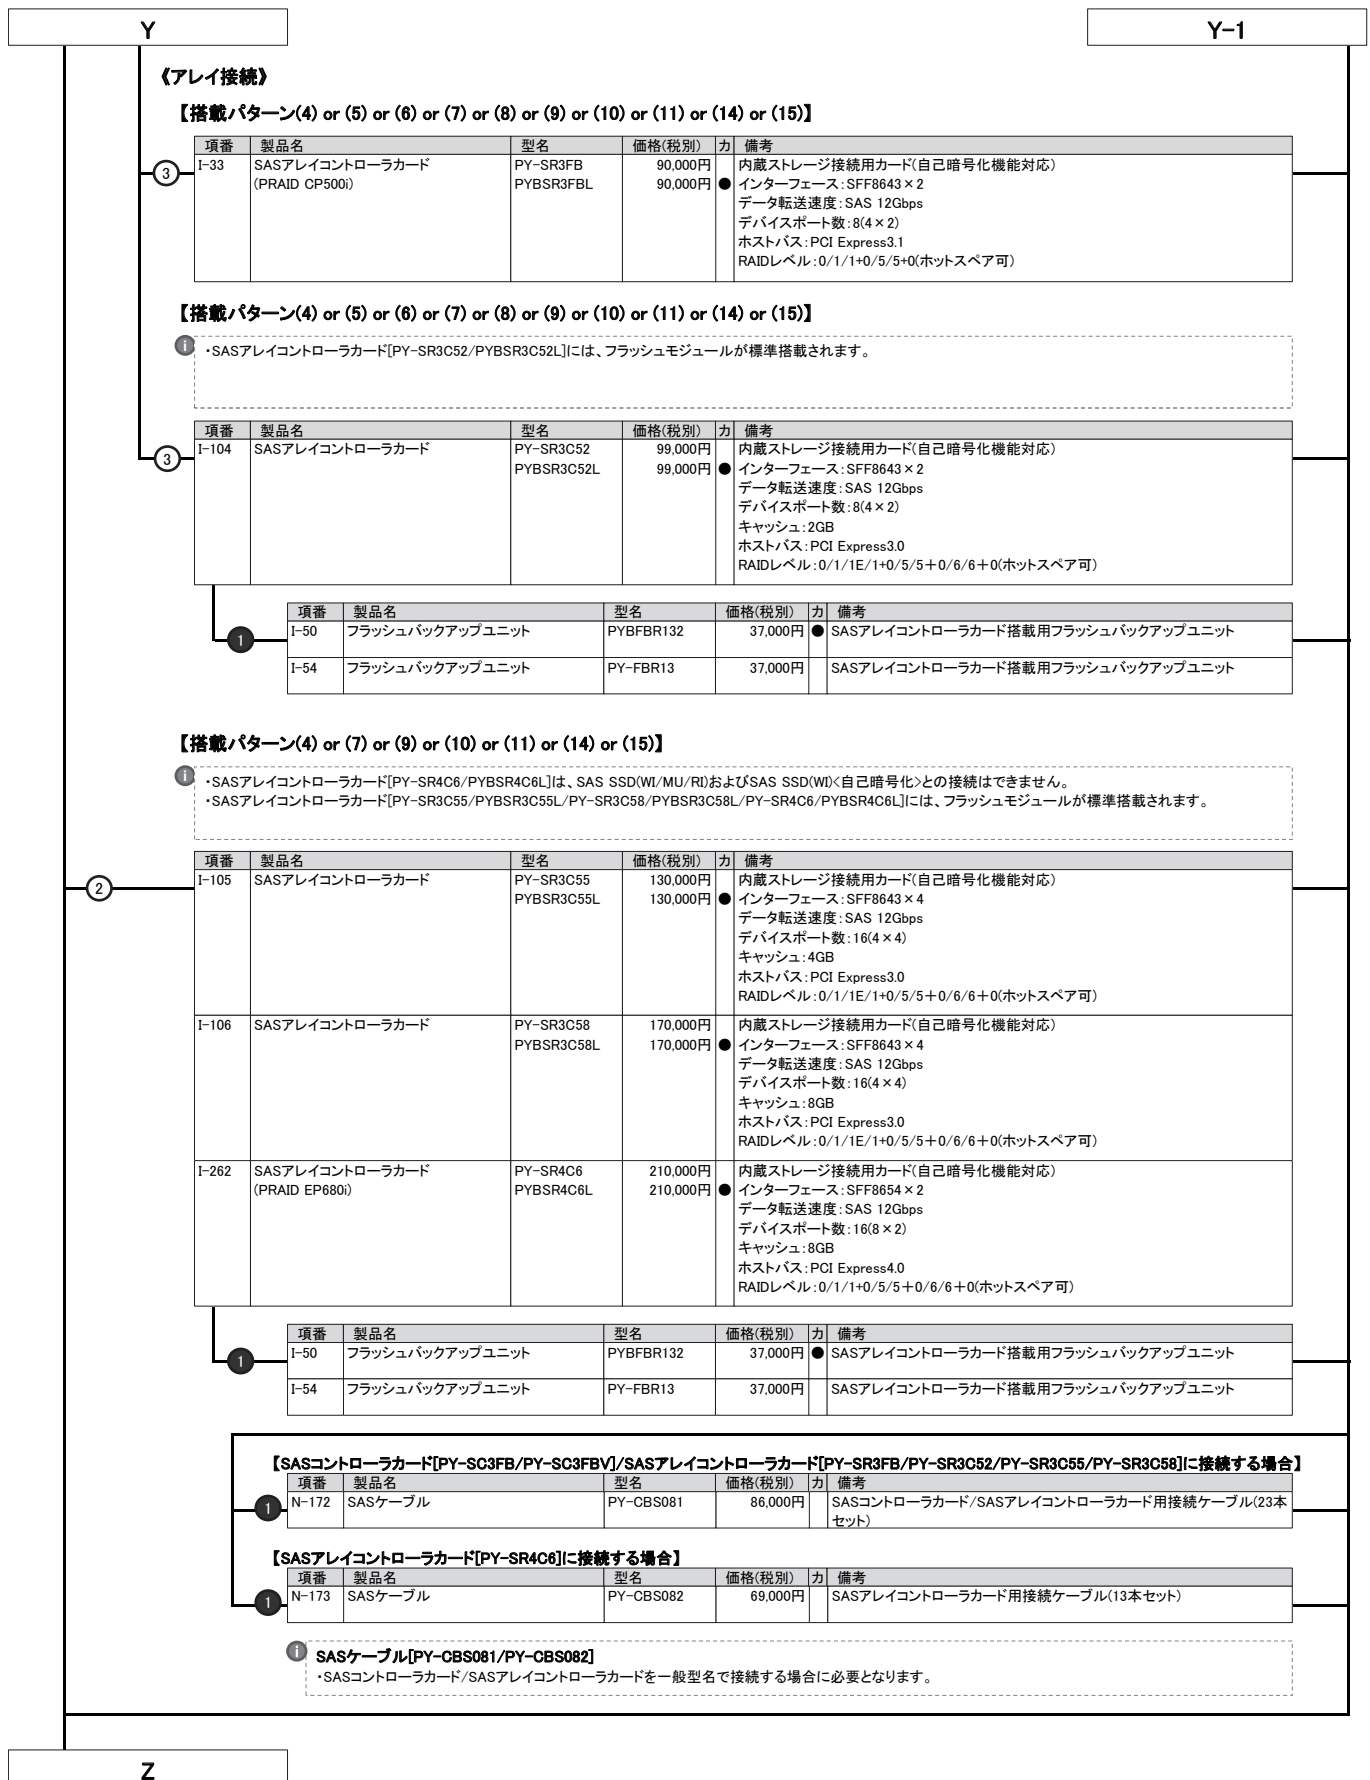 Y
Y-1
《アレイ接続》
【搭載パターン(4) or (5) or (6) or (7) or (8) or (9) or (10) or (11) or (14) or (15)】
項番 製品名 型名 価格(税別) カ 備考
3
I-33 SASアレイコントローラカード PY-SR3FB 90,000円 内蔵ストレージ接続用カード(自己暗号化機能対応)
(PRAID CP500i) PYBSR3FBL 90,000円 ● インターフェース:SFF8643×2
データ転送速度:SAS 12Gbps
デバイスポート数:8(4×2)
ホストバス:PCI Express3.1
RAIDレベル:0/1/1+0/5/5+0(ホットスペア可)
【搭載パターン(4) or (5) or (6) or (7) or (8) or (9) or (10) or (11) or (14) or (15)】
i
・SASアレイコントローラカード[PY-SR3C52/PYBSR3C52L]には、フラッシュモジュールが標準搭載されます。
項番 製品名 型名 価格(税別) カ 備考
3
I-104 SASアレイコントローラカード PY-SR3C52 99,000円 内蔵ストレージ接続用カード(自己暗号化機能対応)
PYBSR3C52L 99,000円 ● インターフェース:SFF8643×2
データ転送速度:SAS 12Gbps
デバイスポート数:8(4×2)
キャッシュ:2GB
ホストバス:PCI Express3.0
RAIDレベル:0/1/1E/1+0/5/5+0/6/6+0(ホットスペア可)
項番 製品名 型名 価格(税別) カ 備考
1
I-50 フラッシュバックアップユニット PYBFBR132 37,000円 ● SASアレイコントローラカード搭載用フラッシュバックアップユニット
I-54 フラッシュバックアップユニット PY-FBR13 37,000円 SASアレイコントローラカード搭載用フラッシュバックアップユニット
【搭載パターン(4) or (7) or (9) or (10) or (11) or (14) or (15)】
i
・SASアレイコントローラカード[PY-SR4C6/PYBSR4C6L]は、SAS SSD(WI/MU/RI)およびSAS SSD(WI)<自己暗号化>との接続はできません。
・SASアレイコントローラカード[PY-SR3C55/PYBSR3C55L/PY-SR3C58/PYBSR3C58L/PY-SR4C6/PYBSR4C6L]には、フラッシュモジュールが標準搭載されます。
項番 製品名 型名 価格(税別) カ 備考
2
I-105 SASアレイコントローラカード PY-SR3C55 130,000円 内蔵ストレージ接続用カード(自己暗号化機能対応)
PYBSR3C55L 130,000円 ● インターフェース:SFF8643×4
データ転送速度:SAS 12Gbps
デバイスポート数:16(4×4)
キャッシュ:4GB
ホストバス:PCI Express3.0
RAIDレベル:0/1/1E/1+0/5/5+0/6/6+0(ホットスペア可)
I-106 SASアレイコントローラカード PY-SR3C58 170,000円 内蔵ストレージ接続用カード(自己暗号化機能対応)
PYBSR3C58L 170,000円 ● インターフェース:SFF8643×4
データ転送速度:SAS 12Gbps
デバイスポート数:16(4×4)
キャッシュ:8GB
ホストバス:PCI Express3.0
RAIDレベル:0/1/1E/1+0/5/5+0/6/6+0(ホットスペア可)
I-262 SASアレイコントローラカード PY-SR4C6 210,000円 内蔵ストレージ接続用カード(自己暗号化機能対応)
(PRAID EP680i) PYBSR4C6L 210,000円 ● インターフェース:SFF8654×2
データ転送速度:SAS 12Gbps
デバイスポート数:16(8×2)
キャッシュ:8GB
ホストバス:PCI Express4.0
RAIDレベル:0/1/1+0/5/5+0/6/6+0(ホットスペア可)
項番 製品名 型名 価格(税別) カ 備考
1
I-50 フラッシュバックアップユニット PYBFBR132 37,000円 ● SASアレイコントローラカード搭載用フラッシュバックアップユニット
I-54 フラッシュバックアップユニット PY-FBR13 37,000円 SASアレイコントローラカード搭載用フラッシュバックアップユニット
【SASコントローラカード[PY-SC3FB/PY-SC3FBV]/SASアレイコントローラカード[PY-SR3FB/PY-SR3C52/PY-SR3C55/PY-SR3C58]に接続する場合】
項番 製品名 型名 価格(税別) カ 備考
1
N-172 SASケーブル PY-CBS081 86,000円 SASコントローラカード/SASアレイコントローラカード用接続ケーブル(23本
セット)
【SASアレイコントローラカード[PY-SR4C6]に接続する場合】
項番 製品名 型名 価格(税別) カ 備考
1
N-173 SASケーブル PY-CBS082 69,000円 SASアレイコントローラカード用接続ケーブル(13本セット)
i
SASケーブル[PY-CBS081/PY-CBS082]
・SASコントローラカード/SASアレイコントローラカードを一般型名で接続する場合に必要となります。
Z